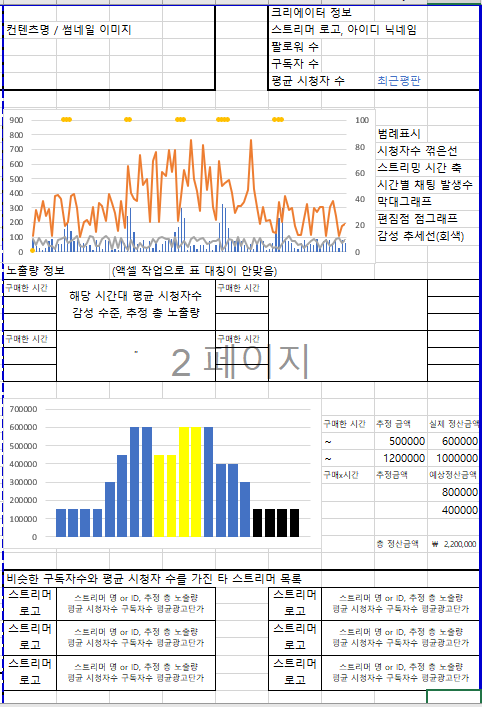 컨텐츠명 / 썸네일 이미지
크리에이터 정보
스트리머 로고, 아이디 닉네임
팔로워 수
구독자 수
평균 시청자 수 최근평판
900
800
700
600
500
400
300
200
100
0
100
80
60
40
20
0
범례표시
시청자수 꺾은선
스트리밍 시간 축
시간별 채팅 발생수
막대그래프
편집점 점그래프
감성 추세선(회색)
노출량 정보 (액셀 작업으로 표 대칭이 안맞음)
구매한 시간
해당 시간대 평균 시청자수
감성 수준, 추정 총 노출량
구매한 시간
구매한 시간
구매한 시간
2 페이지
700000
600000
500000
400000
300000
200000
100000
0
구매한 시간 추정 금액 실제 정산금액
~ 500000 600000
~ 1200000 1000000
구매x시간 추정금액 예상정산금액
800000
400000
총 정산금액 ₩ 2,200,000
비슷한 구독자수와 평균 시청자 수를 가진 타 스트리머 목록
스트리머
로고
스트리머 명 or ID, 추정 총 노출량
평균 시청자수 구독자수 평균광고단가
스트리머
로고
스트리머 명 or ID, 추정 총 노출량
평균 시청자수 구독자수 평균광고단가
스트리머
로고
스트리머 명 or ID, 추정 총 노출량
평균 시청자수 구독자수 평균광고단가
스트리머
로고
스트리머 명 or ID, 추정 총 노출량
평균 시청자수 구독자수 평균광고단가
스트리머
로고
스트리머 명 or ID, 추정 총 노출량
평균 시청자수 구독자수 평균광고단가
스트리머
로고
스트리머 명 or ID, 추정 총 노출량
평균 시청자수 구독자수 평균광고단가